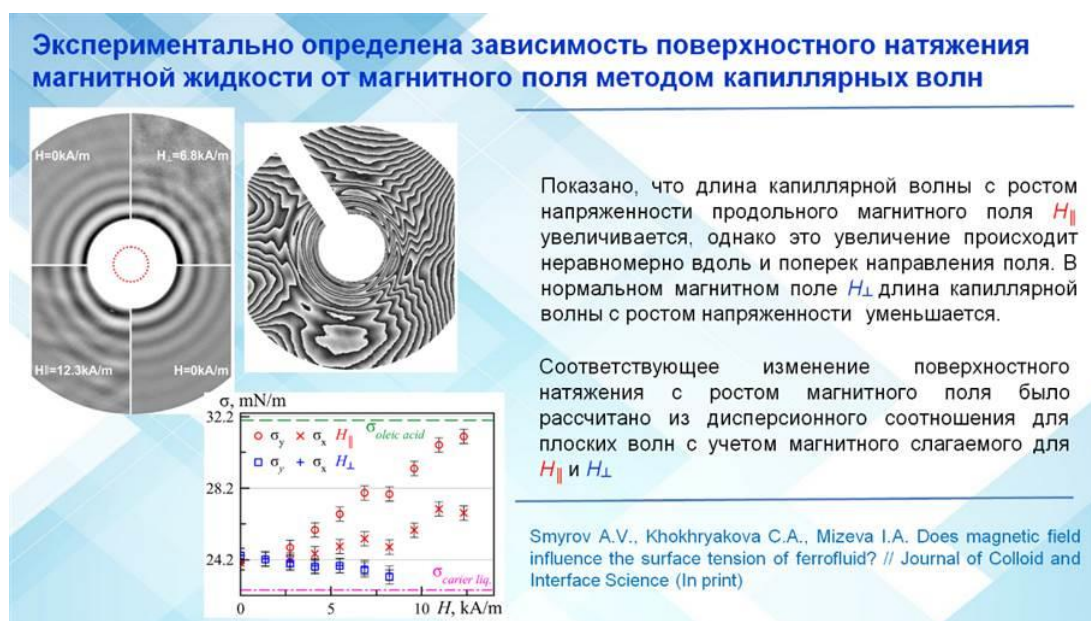 Экспериментально определена зависимость поверхностного натяжения
магнитной жидкости от магнитного поля методом капиллярных волн
H=0kA/m
H⊥=6.8kA/m
H∥=12.3kA/m
H=0kA/m
σ, mN/m
32.2
28.2
24.2
σ oleic acid
σy σx H∥
σy σx H⊥
σ carier liq.
0 5 10 H, kA/m
Показано, что длина капиллярной волны с ростом
напряженности продольного магнитного поля H∥
увеличивается, однако это увеличение происходит
неравномерно вдоль и поперек направления поля. В
нормальном магнитном поле H⊥ длина капиллярной
волны с ростом напряженности уменьшается.
Соответствующее изменение поверхностного
натяжения с ростом магнитного поля было
рассчитано из дисперсионного соотношения для
плоских волн с учетом магнитного слагаемого для
H∥ и H⊥
Smyrov A.V., Khokhryakova C.A., Mizeva I.A. Does magnetic field
influence the surface tension of ferrofluid? // Journal of Colloid and
Interface Science (In print)